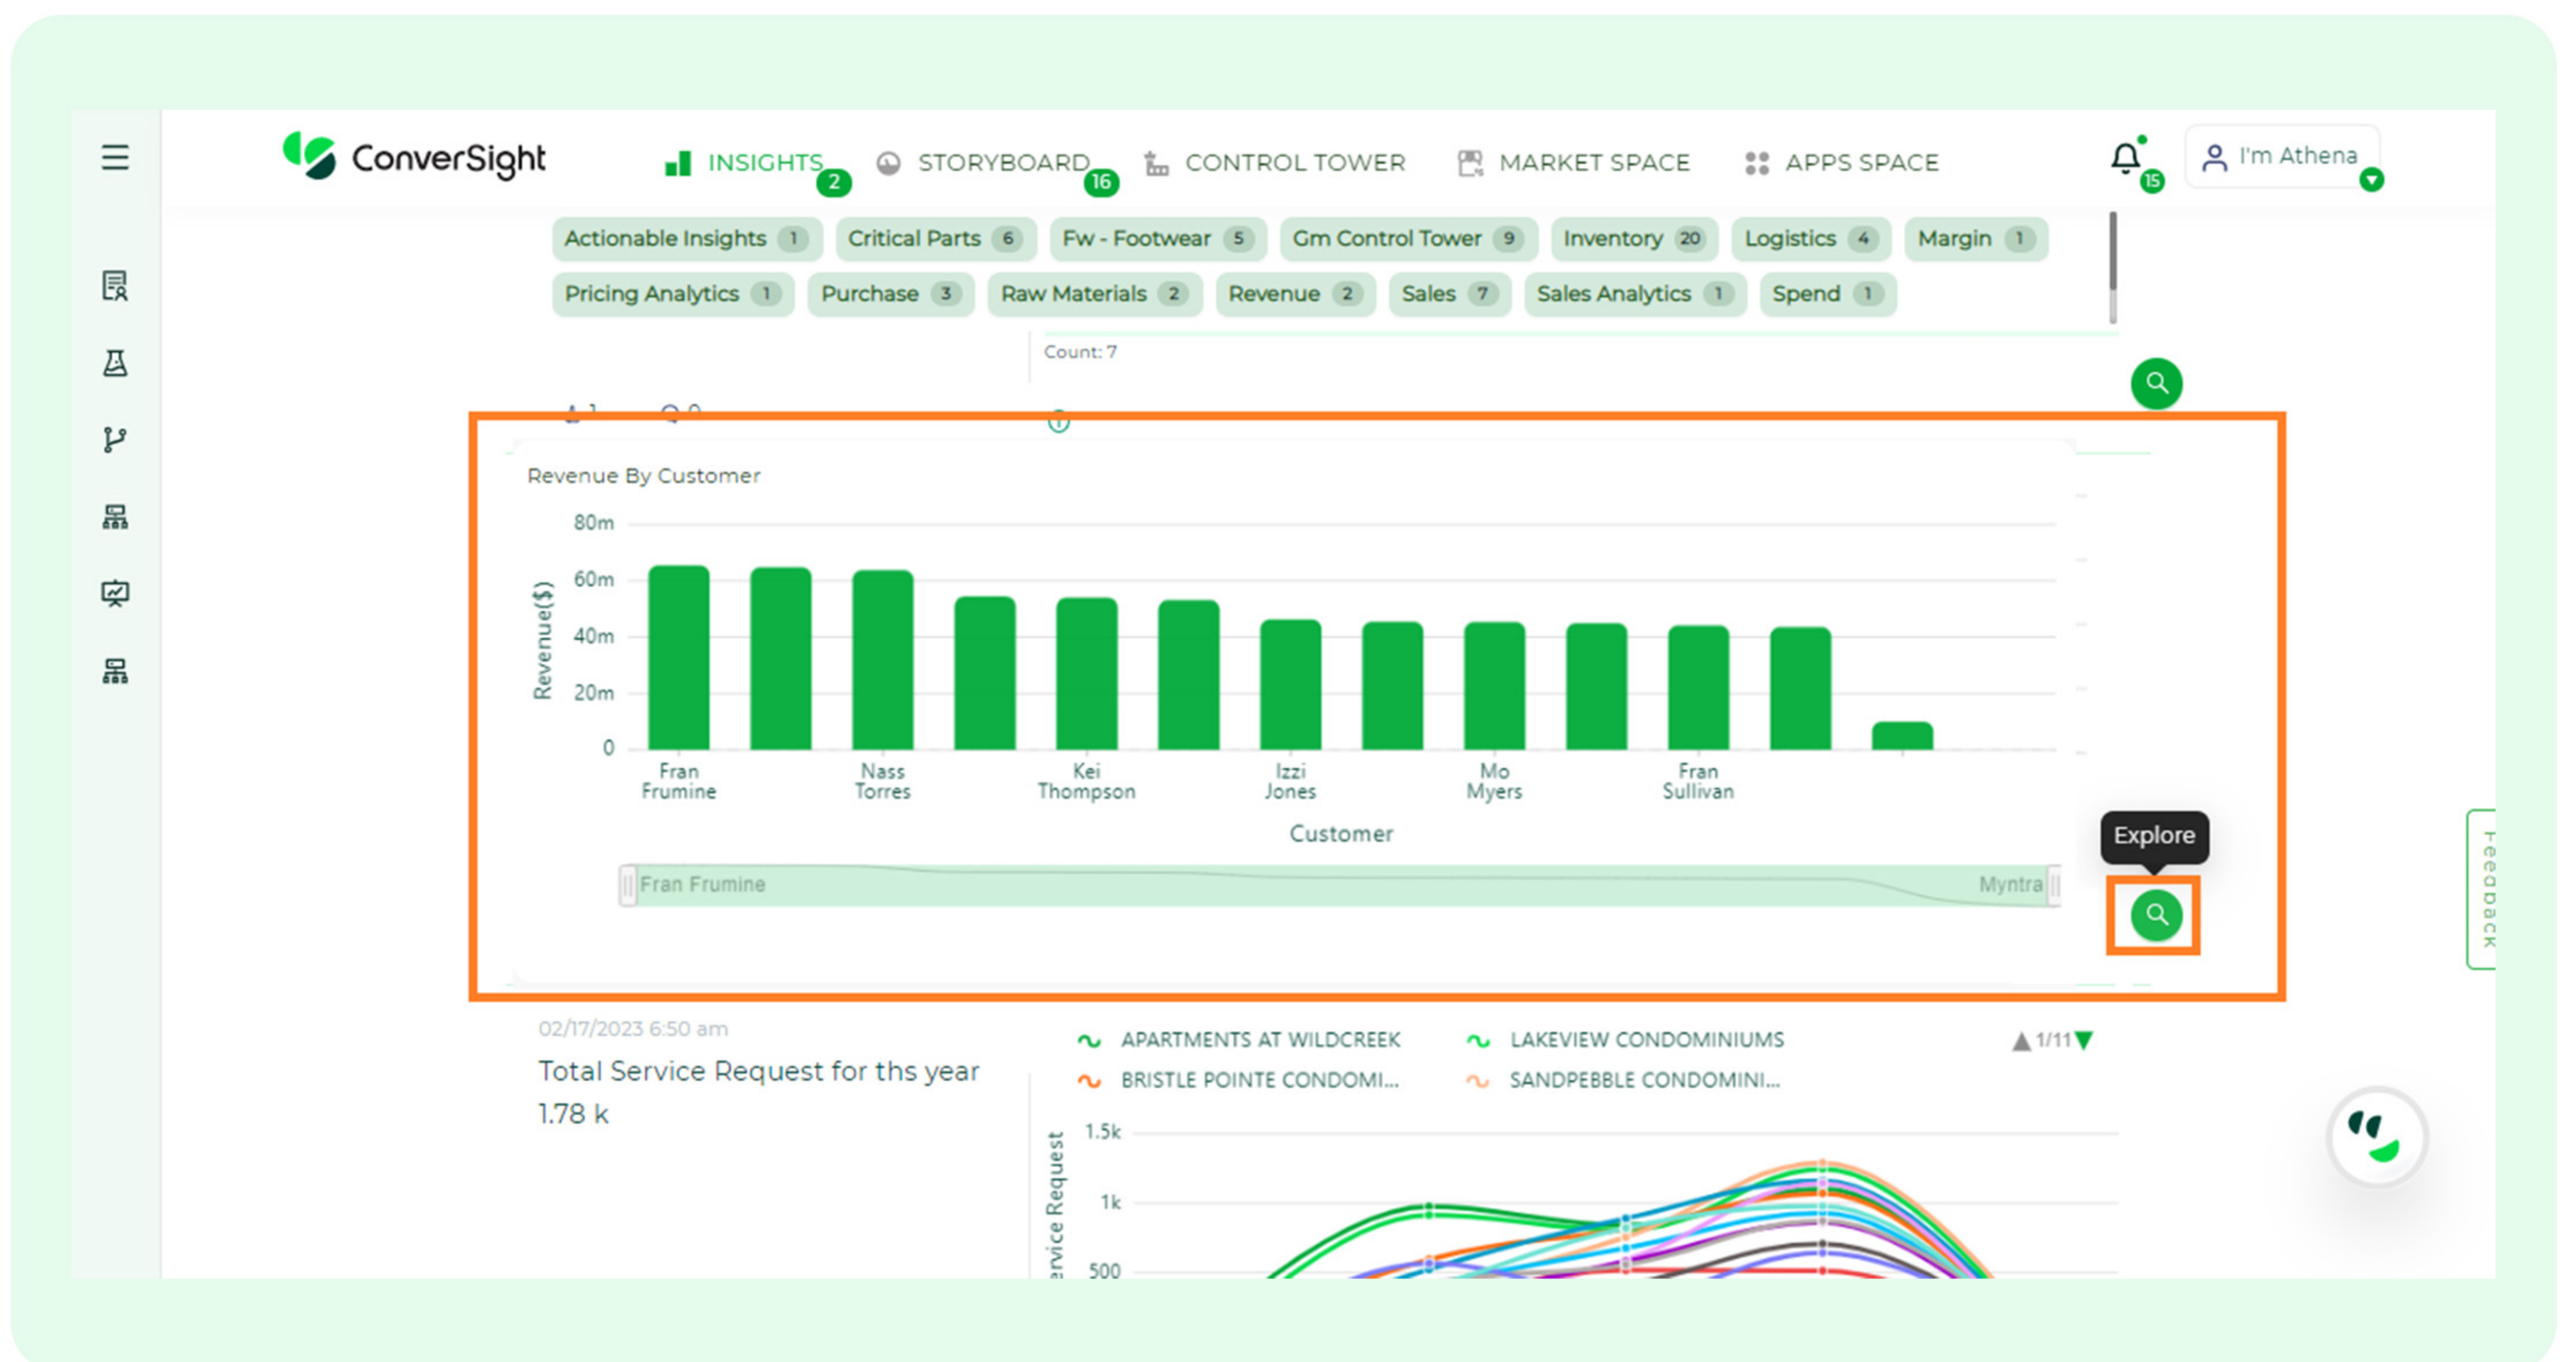 ConverSight
INSIGHTS 2
STORYBOARD 16
CONTROL TOWER
MARKET SPACE
APPS SPACE
15
I'm Athena
Actionable Insights 1 Critical Parts 6 Fw - Footwear 5 Gm Control Tower 9 Inventory 20 Logistics 4 Margin 1
Pricing Analytics 1 Purchase 3 Raw Materials 2 Revenue 2 Sales 7 Sales Analytics 1 Spend 1
Count: 7
Revenue By Customer
80m
60m
40m
20m
0
Revenue($)
Fran Frumine
Nass Torres
Kei Thompson
Izzi Jones
Mo Myers
Fran Sullivan
Customer
Fran Frumine
Myntra
Explore
Feedback
02/17/2023 6:50 am
Total Service Request for ths year
1.78 k
APARTMENTS AT WILDCREEK
LAKEVIEW CONDOMINIUMS
1/11
BRISTLE POINTE CONDOMI...
SANDPEBBLE CONDOMINI...
1.5k
1k
500
ervice Request